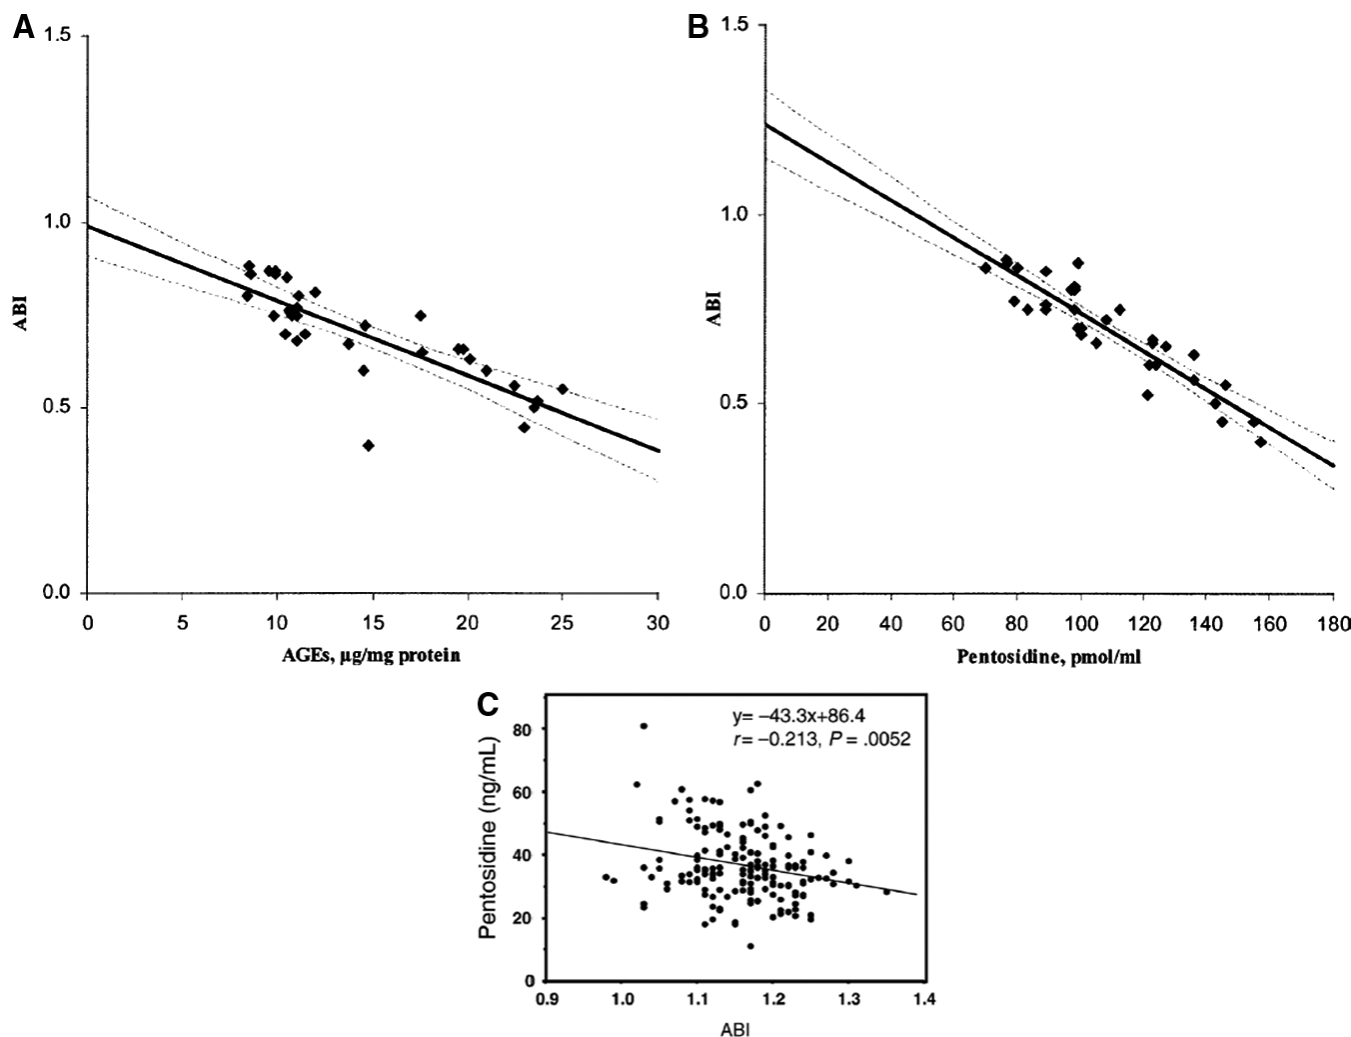 A
1.5
1.0
0.5
0.0
ABI
0 5 10 15 20 25 30
AGEs, µg/mg protein
B
1.5
1.0
0.5
0.0
ABI
0 20 40 60 80 100 120 140 160 180
Pentosidine, pmol/ml
C
y= −43.3x+86.4
r= −0.213, P = .0052
80
60
40
20
0
Pentosidine (ng/mL)
0.9 1.0 1.1 1.2 1.3 1.4
ABI